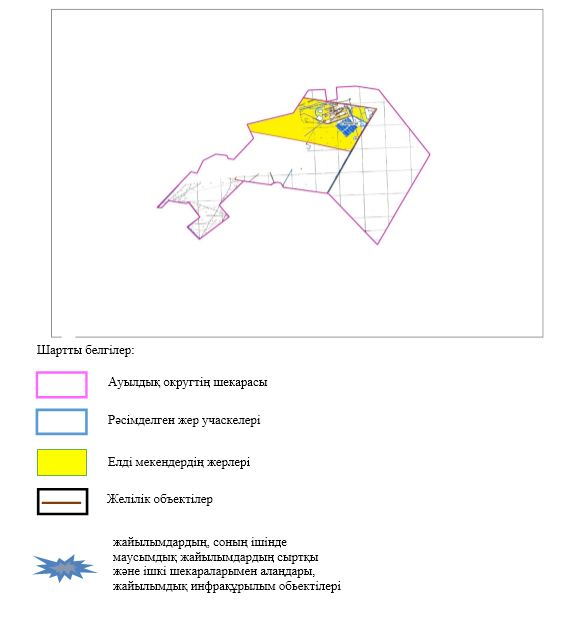 Шартты белгілер:
Ауылдық округтің шекарасы
Рәсімделген жер учаскелері
Елді мекендердің жерлері
Желілік объектілер
жайылымдардың, соның ішінде
маусымдық жайылымдардың сыртқы
және ішкі шекараларымен алаңдары,
жайылымдық инфрақұрылым объектілері